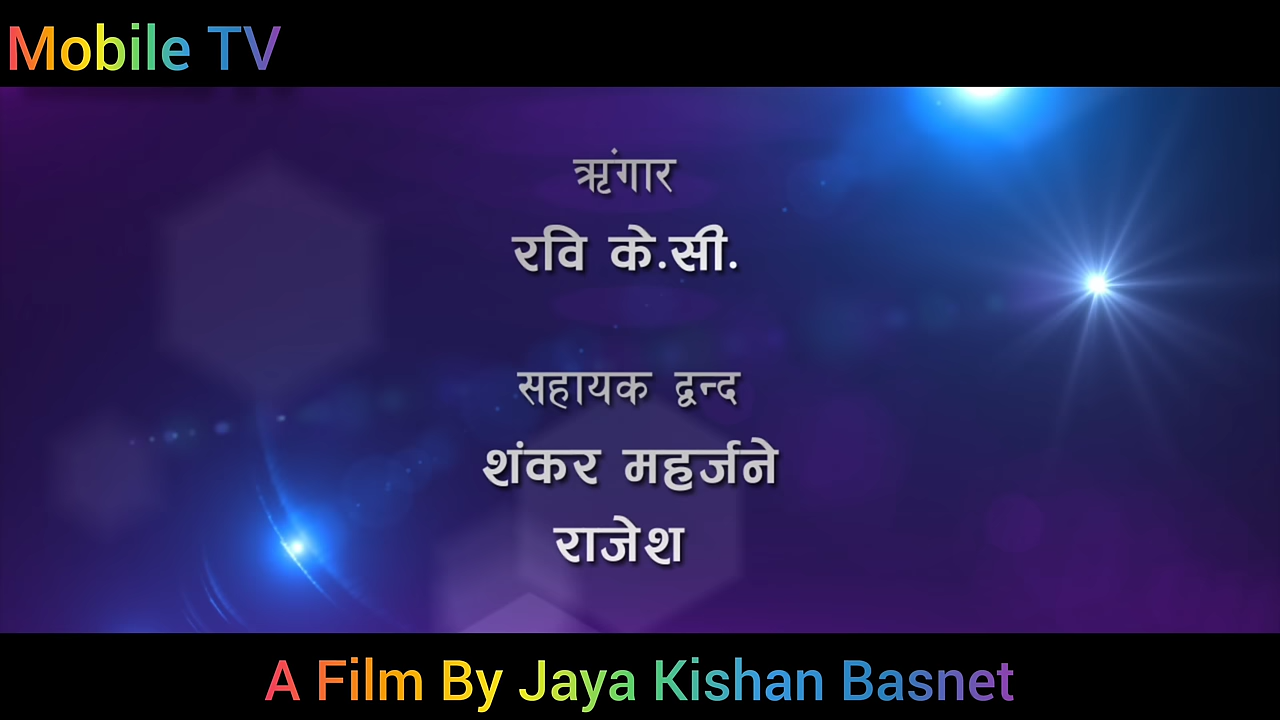 Mobile TV
ऋंगार
रवि के.सी.
सहायक द्वन्द
शंकर महर्जने
राजेश
A Film By Jaya Kishan Basnet